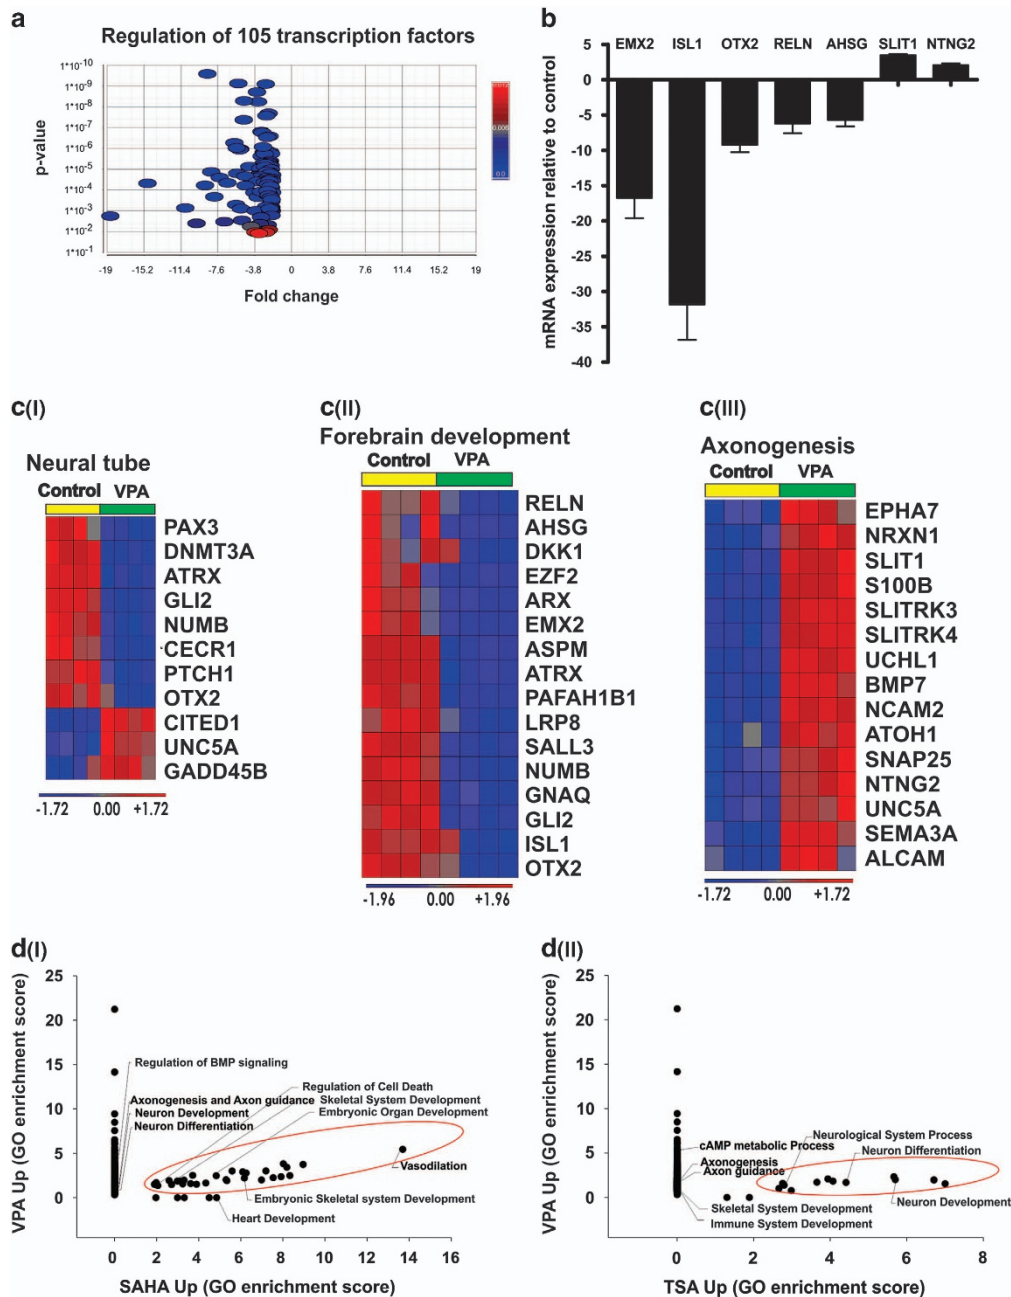 a
Regulation of 105 transcription factors
p-value
1*10-10
1*10-9
1*10-8
1*10-7
1*10-6
1*10-5
1*10-4
1*10-3
1*10-2
1*10-1
-19 -15.2 -11.4 -7.6 -3.8 0 3.8 7.6 11.4 15.2 19
Fold change
0.0
b
EMX2 ISL1 OTX2 RELN AHSG SLIT1 NTNG2
mRNA expression relative to control
5
0
-5
-10
-15
-20
-25
-30
-35
-40
c(I)
Neural tube
Control VPA
PAX3
DNMT3A
ATRX
GLI2
NUMB
CECR1
PTCH1
OTX2
CITED1
UNC5A
GADD45B
-1.72 0.00 +1.72
c(II)
Forebrain development
Control VPA
RELN
AHSG
DKK1
EZF2
ARX
EMX2
ASPM
ATRX
PAFAH1B1
LRP8
SALL3
NUMB
GNAQ
GLI2
ISL1
OTX2
-1.96 0.00 +1.96
c(III)
Axonogenesis
Control VPA
EPHA7
NRXN1
SLIT1
S100B
SLITRK3
SLITRK4
UCHL1
BMP7
NCAM2
ATOH1
SNAP25
NTNG2
UNC5A
SEMA3A
ALCAM
-1.72 0.00 +1.72
d(I)
VPA Up (GO enrichment score)
25
20
15
10
5
0
Regulation of BMP signaling
Axonogenesis and Axon guidance
Neuron Development
Neuron Differentiation
Regulation of Cell Death
Skeletal System Development
Embryonic Organ Development
Vasodilation
Embryonic Skeletal system Development
Heart Development
0 2 4 6 8 10 12 14 16
SAHA Up (GO enrichment score)
d(II)
VPA Up (GO enrichment score)
25
20
15
10
5
0
cAMP metabolic Process
Axonogenesis
Axon guidance
Neurological System Process
Neuron Differentiation
Skeletal System Development
Immune System Development
Neuron Development
0 2 4 6 8
TSA Up (GO enrichment score)